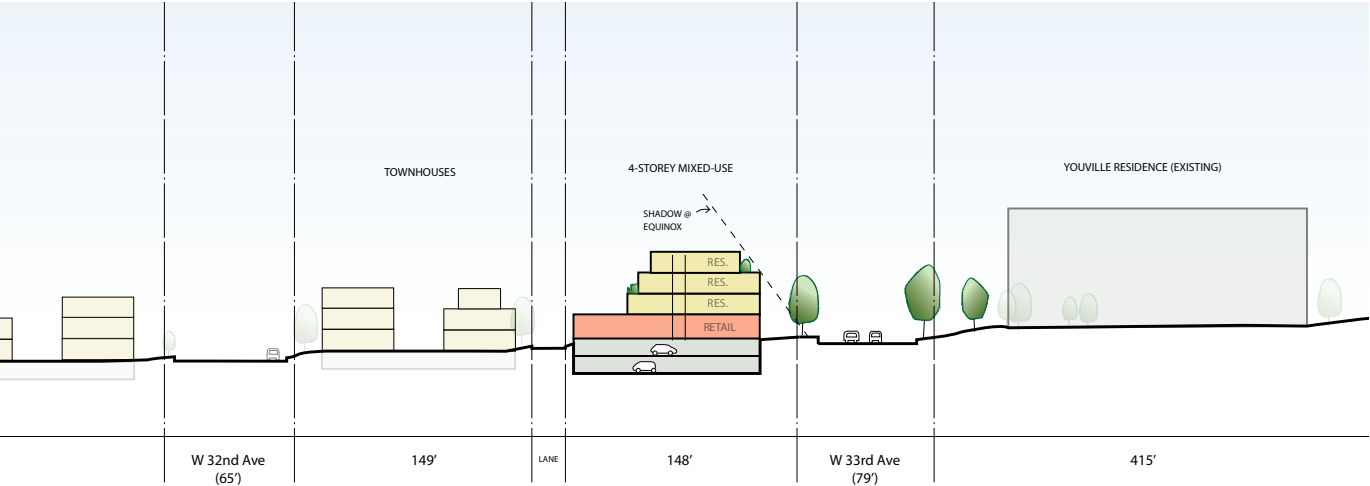 TOWNHOUSES
4-STOREY MIXED-USE
YOUVILLE RESIDENCE (EXISTING)
SHADOW @
EQUINOX
RES.
RES.
RES.
RETAIL
W 32nd Ave
(65’)
149’
LANE
148’
W 33rd Ave
(79’)
415’